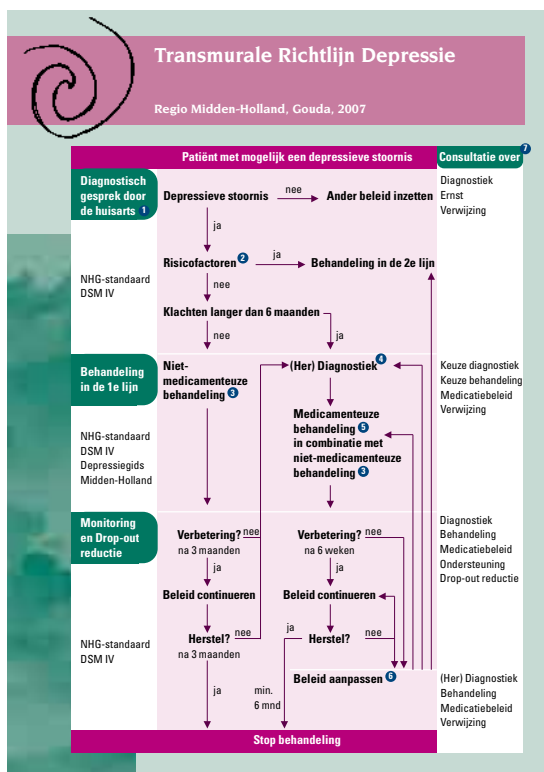 Transmurale Richtlijn Depressie
Regio Midden-Holland, Gouda, 2007
Patiënt met mogelijk een depressieve stoornis
Consultatie over 7
Diagnostisch
gesprek door
de huisarts 1
NHG-standaard
DSM IV
Depressieve stoornis
nee
Ander beleid inzetten
ja
Risicofactoren 2
ja
Behandeling in de 2e lijn
nee
Klachten langer dan 6 maanden
nee
ja
Diagnostiek
Ernst
Verwijzing
Behandeling
in de 1e lijn
NHG-standaard
DSM IV
Depressiegids
Midden-Holland
Niet-
medicamenteuze
behandeling 3
(Her) Diagnostiek 4
Medicamenteuze
behandeling 5
in combinatie met
niet-medicamenteuze
behandeling 3
Keuze diagnostiek
Keuze behandeling
Medicatiebeleid
Verwijzing
Monitoring
en Drop-out
reductie
NHG-standaard
DSM IV
Verbetering? nee
na 3 maanden
ja
Beleid continueren
Herstel? nee
na 3 maanden
ja
Verbetering? nee
na 6 weken
ja
Beleid continueren
ja Herstel? nee
Beleid aanpassen 6
min.
6 mnd
Diagnostiek
Behandeling
Medicatiebeleid
Ondersteuning
Drop-out reductie
(Her) Diagnostiek
Behandeling
Medicatiebeleid
Verwijzing
Stop behandeling